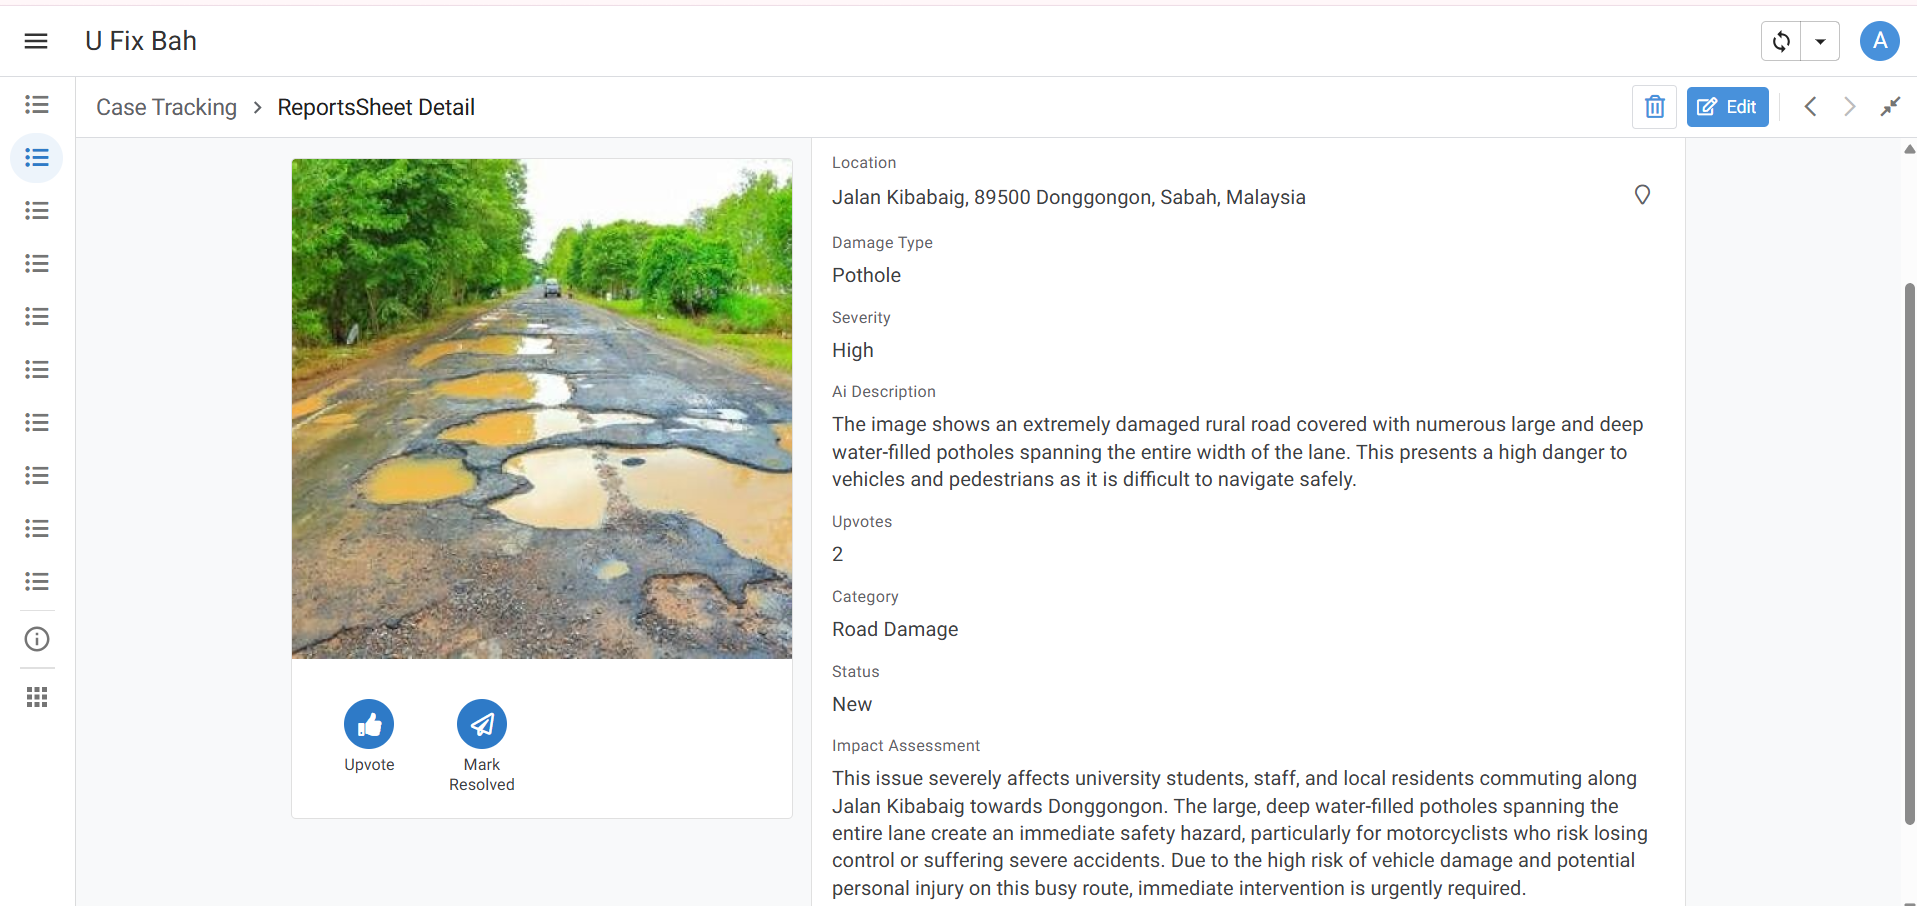 U Fix Bah
A
Case Tracking > ReportsSheet Detail
Edit
Upvote
Mark
Resolved
Location
Jalan Kibabaig, 89500 Donggongon, Sabah, Malaysia
Damage Type
Pothole
Severity
High
Ai Description
The image shows an extremely damaged rural road covered with numerous large and deep
water-filled potholes spanning the entire width of the lane. This presents a high danger to
vehicles and pedestrians as it is difficult to navigate safely.
Upvotes
2
Category
Road Damage
Status
New
Impact Assessment
This issue severely affects university students, staff, and local residents commuting along
Jalan Kibabaig towards Donggongon. The large, deep water-filled potholes spanning the
entire lane create an immediate safety hazard, particularly for motorcyclists who risk losing
control or suffering severe accidents. Due to the high risk of vehicle damage and potential
personal injury on this busy route, immediate intervention is urgently required.